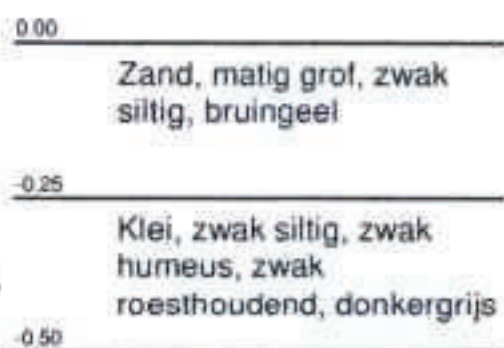 0.00
Zand, matig grof, zwak
siltig, bruingeel
-0.25
Klei, zwak siltig, zwak
humeus, zwak
roesthoudend, donkergrijs
-0.50